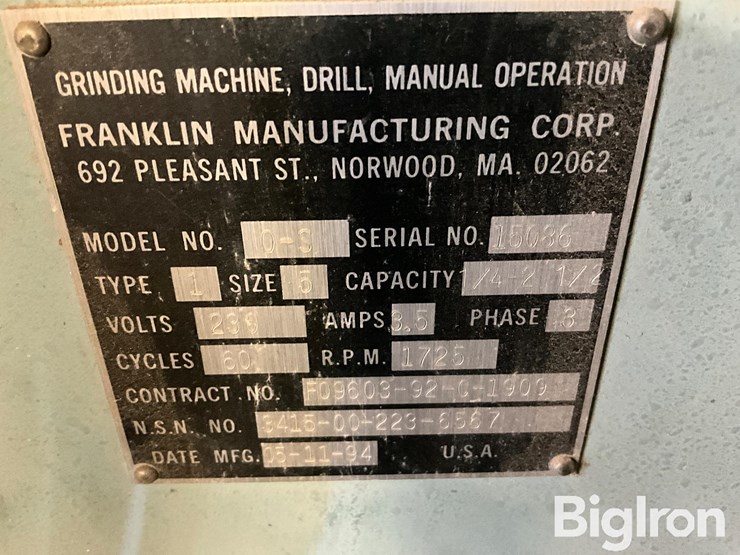 GRINDING MACHINE, DRILL, MANUAL OPERATION
FRANKLIN MANUFACTURING CORP.
692 PLEASANT ST., NORWOOD, MA. 02062
MODEL NO. SERIAL NO. 15086
TYPE 1 SIZE 5 CAPACITY 1/4-2 1/2
VOLTS AMPS 3.5 PHASE 3
CYCLES 60 R.P.M. 1725
CONTRACT NO. F09603-92-C-1909
N.S.N. NO. 3415-00-223-6567
DATE MFG. 05-11-94 U.S.A.
BigIron